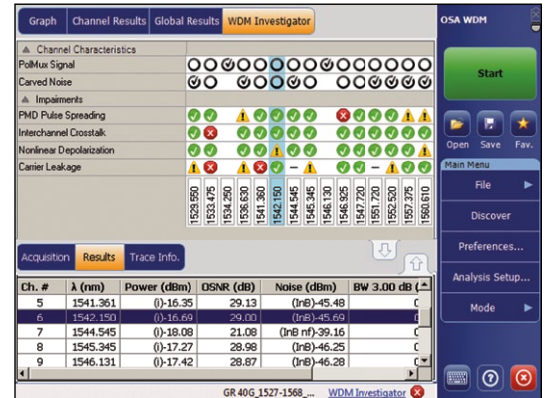 Graph Channel Results Global Results WDM Investigator
OSA WDM
Channel Characteristics
PolMux Signal
Carved Noise
Impairments
PMD Pulse Spreading
Interchannel Crosstalk
Nonlinear Depolarization
Carrier Leakage
1529.550 1533.475 1534.250 1536.630 1541.360 1542.150 1544.545 1545.345 1546.130 1546.925 1547.720 1551.720 1552.520 1557.375 1560.610
Start
Open Save Fav.
Main Menu
File
Discover
Preferences...
Analysis Setup...
Mode
Acquisition Results Trace Info.
Ch. # λ (nm) Power (dBm) OSNR (dB) Noise (dBm) BW 3.00 dB (
5 1541.361 (i)-16.35 29.13 (InB)-45.48
6 1542.150 (i)-16.69 29.00 (InB)-45.69
7 1544.545 (i)-18.08 21.08 (InB nf)-39.16
8 1545.345 (i)-17.27 28.98 (InB)-46.25
9 1546.131 (i)-17.42 28.87 (InB)-46.28
GR 40G_1527-1568_... WDM Investigator